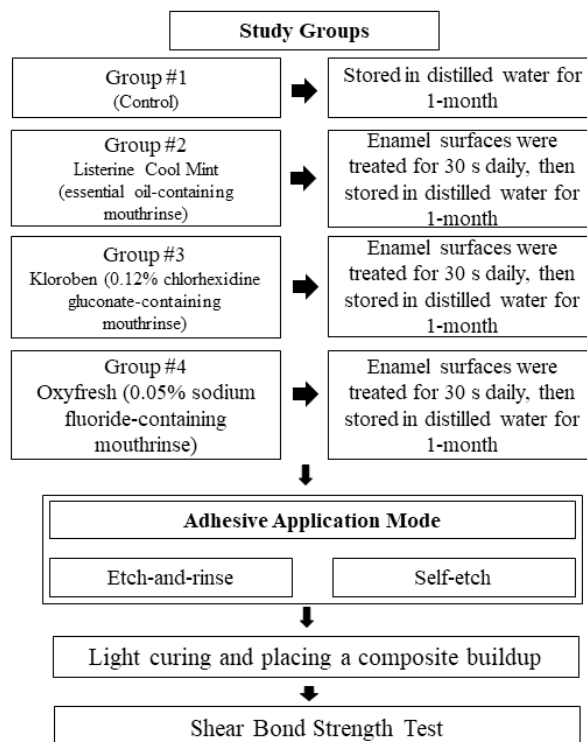 Study Groups
Group #1
(Control)
Stored in distilled water for
1-month
Group #2
Listerine Cool Mint
(essential oil-containing
mouthrinse)
Enamel surfaces were
treated for 30 s daily, then
stored in distilled water for
1-month
Group #3
Kloroben (0.12% chlorhexidine
gluconate-containing
mouthrinse)
Enamel surfaces were
treated for 30 s daily, then
stored in distilled water for
1-month
Group #4
Oxyfresh (0.05% sodium
fluoride-containing
mouthrinse)
Enamel surfaces were
treated for 30 s daily, then
stored in distilled water for
1-month
Adhesive Application Mode
Etch-and-rinse
Self-etch
Light curing and placing a composite buildup
Shear Bond Strength Test